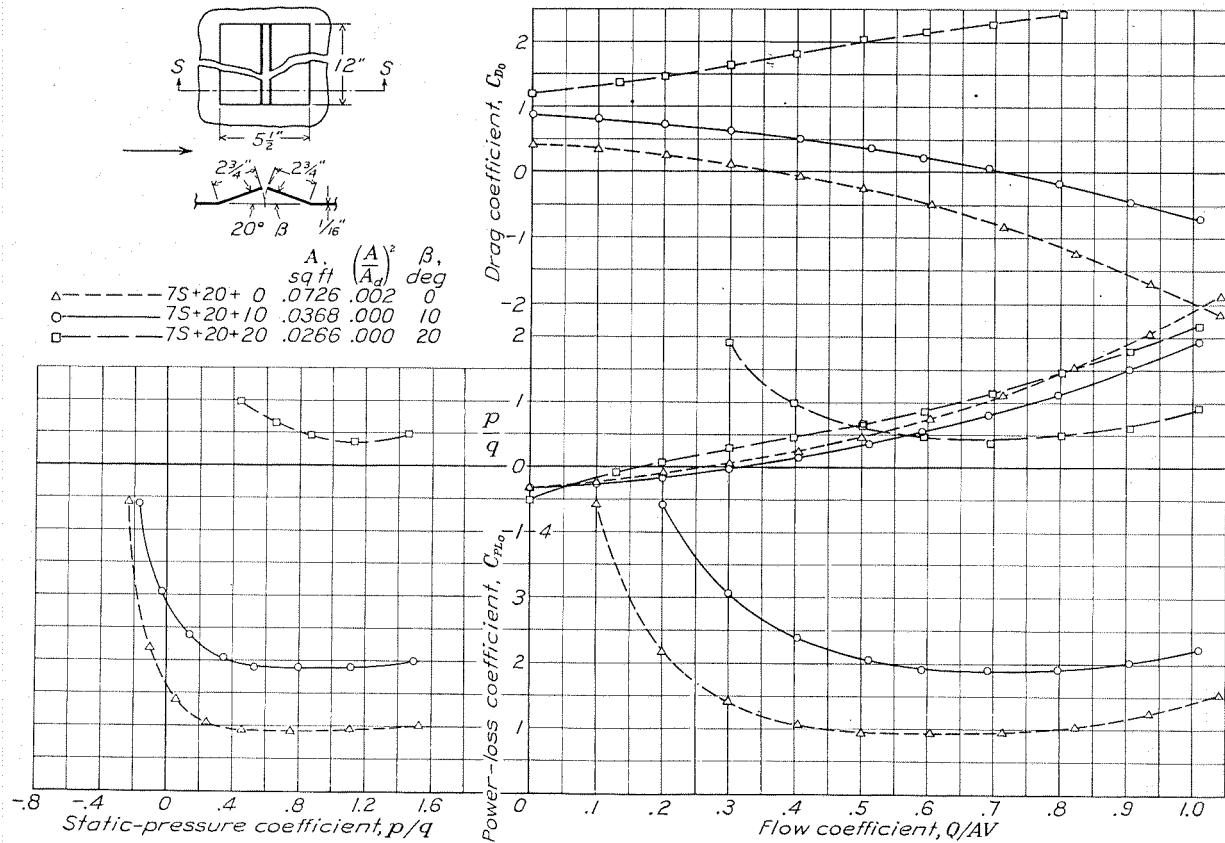 S S
12"
5 1/2"
2 3/4" 2 3/4"
20° β 1/16"
A, (A/A_d)² β,
sq ft deg
7S+20+0 .0726 .002 0
7S+20+10 .0368 .000 10
7S+20+20 .0266 .000 20
Drag coefficient, C_D0
2
1
0
-1
-2
p/q
2
1
0
-1
Power-loss coefficient, C_PL0
4
3
2
1
0 .1 .2 .3 .4 .5 .6 .7 .8 .9 1.0
Flow coefficient, Q/AV
-.8 -.4 0 .4 .8 1.2 1.6
Static-pressure coefficient, p/q